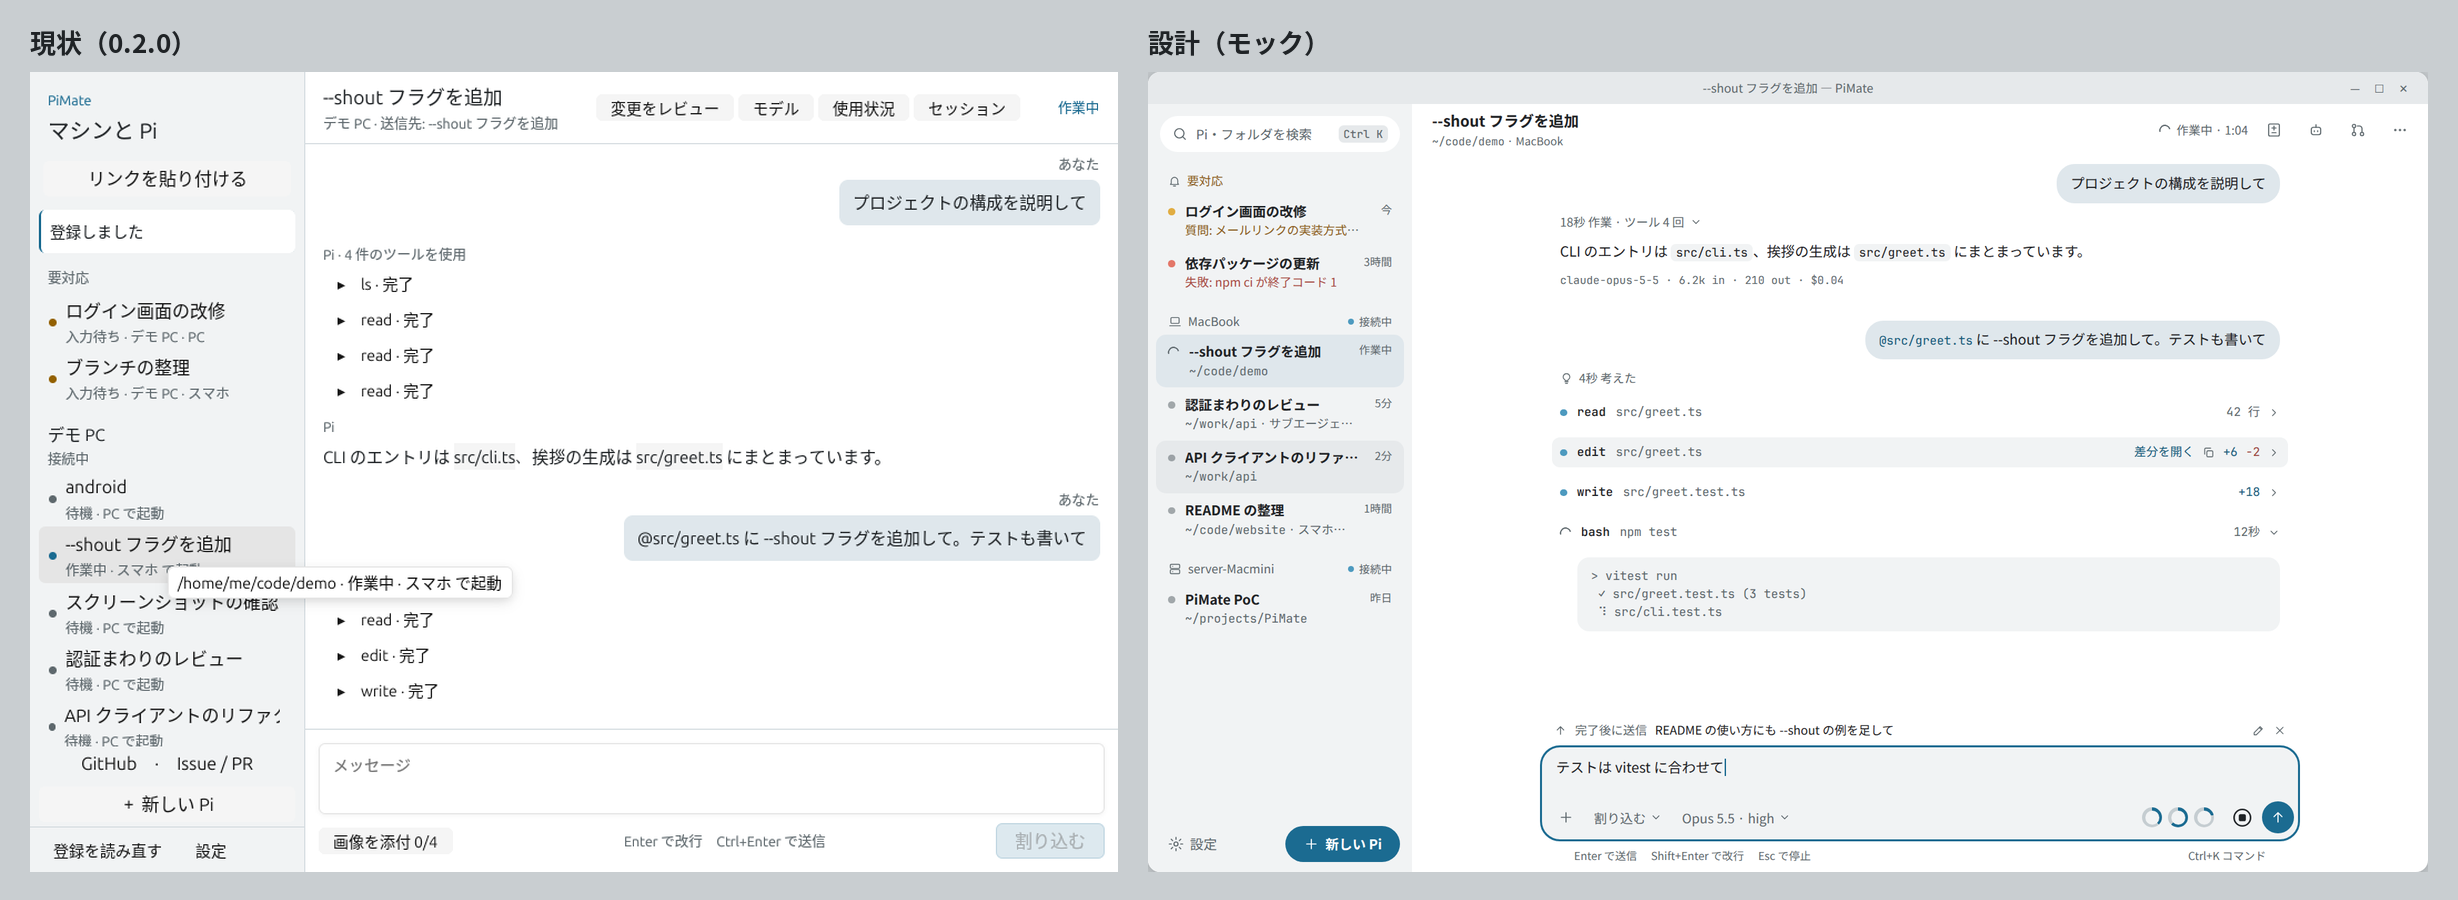 現状（0.2.0）
PiMate
マシンと Pi
リンクを貼り付ける
登録しました
要対応
ログイン画面の改修
入力待ち · デモ PC · PC
ブランチの整理
入力待ち · デモ PC · スマホ
デモ PC
接続中
android
待機 · PC で起動
--shout フラグを追加
作業中 · スマホ で起動
/home/me/code/demo · 作業中 · スマホ で起動
スクリーンショットの確認
待機 · PC で起動
認証まわりのレビュー
待機 · PC で起動
API クライアントのリファク
待機 · PC で起動
GitHub · Issue / PR
+ 新しい Pi
登録を読み直す 設定
--shout フラグを追加
デモ PC · 送信先: --shout フラグを追加
変更をレビュー モデル 使用状況 セッション 作業中
あなた
プロジェクトの構成を説明して
Pi · 4 件のツールを使用
ls · 完了
read · 完了
read · 完了
read · 完了
Pi
CLI のエントリは src/cli.ts、挨拶の生成は src/greet.ts にまとまっています。
あなた
@src/greet.ts に --shout フラグを追加して。テストも書いて
read · 完了
edit · 完了
write · 完了
メッセージ
画像を添付 0/4 Enter で改行 Ctrl+Enter で送信 割り込む
設計（モック）
--shout フラグを追加 — PiMate
Pi・フォルダを検索 Ctrl K
要対応
ログイン画面の改修 今
質問: メールリンクの実装方式…
依存パッケージの更新 3時間
失敗: npm ci が終了コード 1
MacBook 接続中
--shout フラグを追加 作業中
~/code/demo
認証まわりのレビュー 5分
~/work/api · サブエージェ…
API クライアントのリファ… 2分
~/work/api
README の整理 1時間
~/code/website · スマホ…
server-Macmini 接続中
PiMate PoC 昨日
~/projects/PiMate
設定 + 新しい Pi
--shout フラグを追加
~/code/demo · MacBook
作業中 · 1:04
プロジェクトの構成を説明して
18秒 作業 · ツール 4 回
CLI のエントリは src/cli.ts 、挨拶の生成は src/greet.ts にまとまっています。
claude-opus-5-5 · 6.2k in · 210 out · $0.04
@src/greet.ts に --shout フラグを追加して。テストも書いて
4秒 考えた
read src/greet.ts 42 行
edit src/greet.ts 差分を開く +6 -2
write src/greet.test.ts +18
bash npm test 12秒
> vitest run
✓ src/greet.test.ts (3 tests)
⠹ src/cli.test.ts
↑ 完了後に送信 README の使い方にも --shout の例を足して
テストは vitest に合わせて
+ 割り込む Opus 5.5 · high
Enter で送信 Shift+Enter で改行 Esc で停止 Ctrl+K コマンド